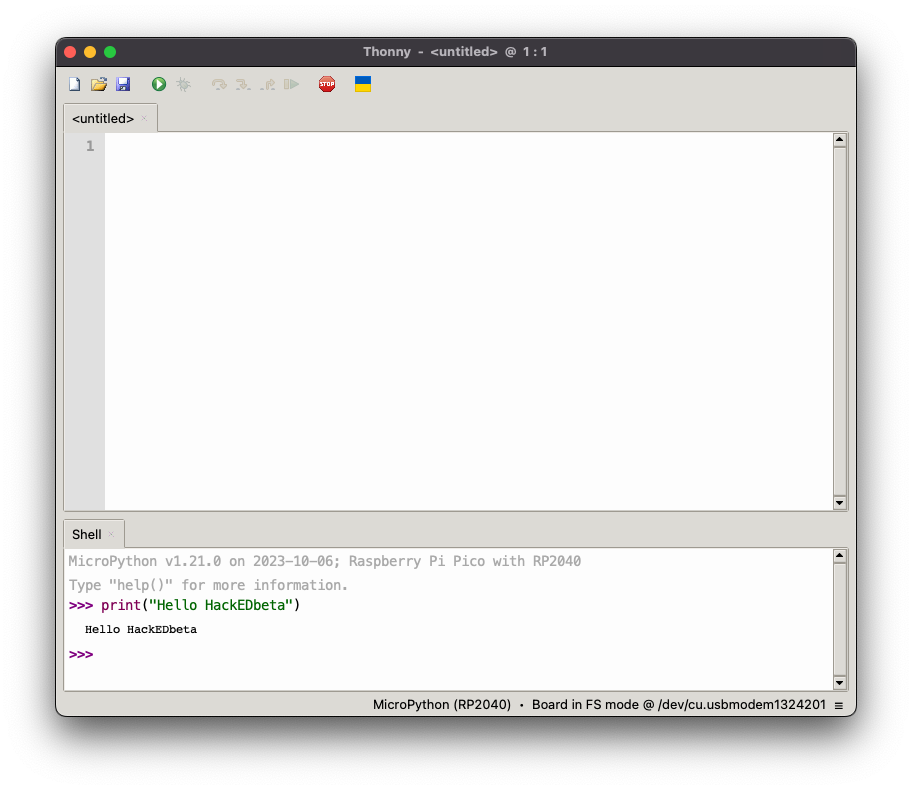 Thonny - <untitled> @ 1:1
STOP
<untitled>
1
Shell
MicroPython v1.21.0 on 2023-10-06; Raspberry Pi Pico with RP2040
Type "help()" for more information.
>>> print("Hello HackEDbeta")
Hello HackEDbeta
>>>
MicroPython (RP2040) • Board in FS mode @ /dev/cu.usbmodem1324201 ≡